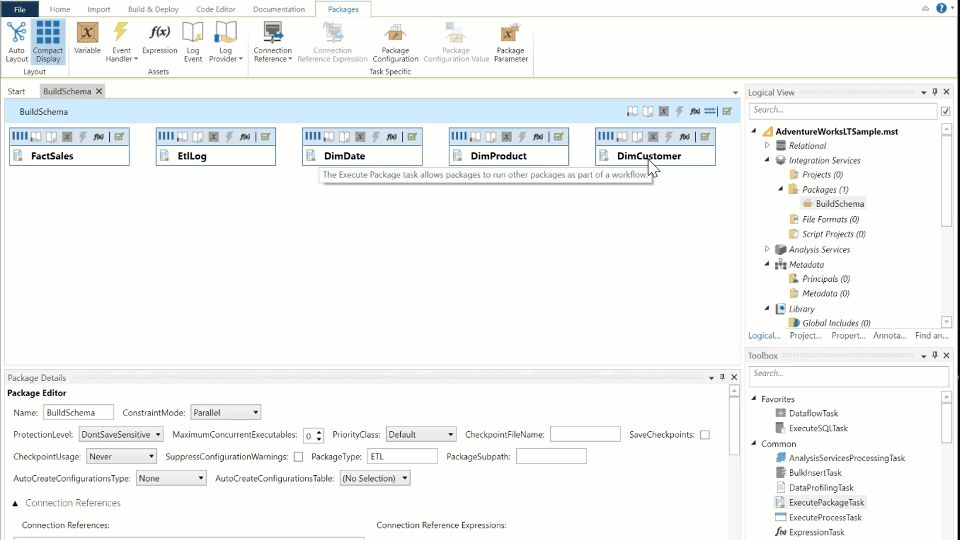 File Home Import Build & Deploy Code Editor Documentation Packages
Auto Layout Compact Display Variable Event Handler Expression Log Event Log Provider Connection Reference Connection Reference Expression Package Configuration Package Configuration Value Package Parameter
Layout Assets Task Specific
Start BuildSchema
BuildSchema
FactSales EtlLog DimDate DimProduct DimCustomer
The Execute Package task allows packages to run other packages as part of a workflow.
Package Details
Package Editor
Name: BuildSchema ConstraintMode: Parallel
ProtectionLevel: DontSaveSensitive MaximumConcurrentExecutables: 0 PriorityClass: Default CheckpointFileName: SaveCheckpoints:
CheckpointUsage: Never SuppressConfigurationWarnings: PackageType: ETL PackageSubpath:
AutoCreateConfigurationsType: None AutoCreateConfigurationsTable: (No Selection)
Connection References
Connection References: Connection Reference Expressions:
Logical View
Search...
AdventureWorksLTSample.mst
Relational
Integration Services
Projects (0)
Packages (1)
BuildSchema
File Formats (0)
Script Projects (0)
Analysis Services
Metadata
Principals (0)
Metadata (0)
Library
Global Includes (0)
Logical... Project... Propert... Annota... Find an...
Toolbox
Search...
Favorites
DataflowTask
ExecuteSQLTask
Common
AnalysisServicesProcessingTask
BulkInsertTask
DataProfilingTask
ExecutePackageTask
ExecuteProcessTask
f(x) ExpressionTask